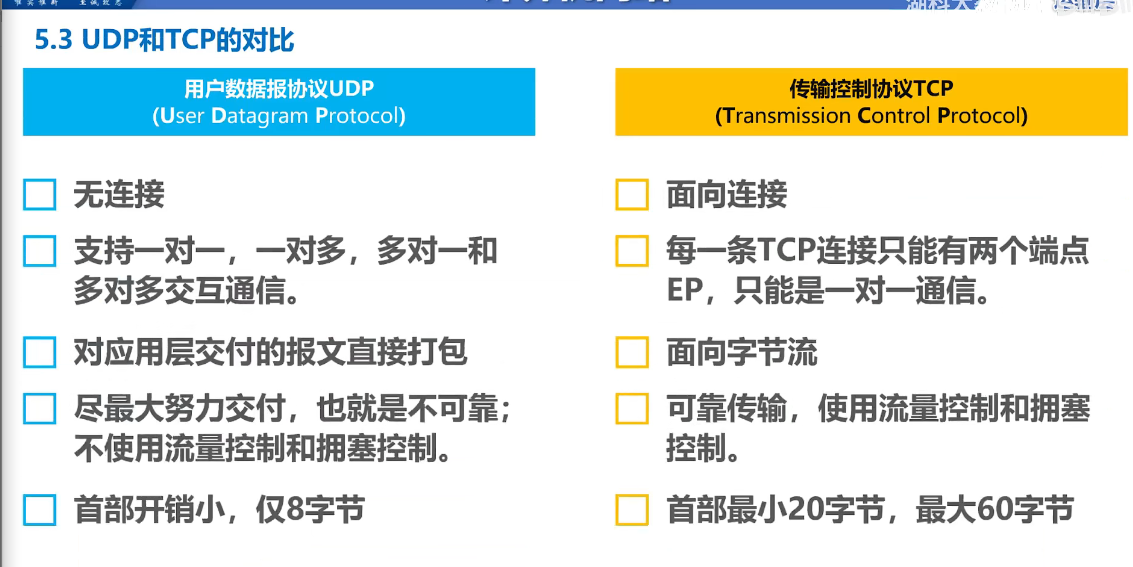 5.3 UDP和TCP的对比
用户数据报协议UDP
(User Datagram Protocol)
无连接
支持一对一，一对多，多对一和
多对多交互通信。
对应用层交付的报文直接打包
尽最大努力交付，也就是不可靠；
不使用流量控制和拥塞控制。
首部开销小，仅8字节
传输控制协议TCP
(Transmission Control Protocol)
面向连接
每一条TCP连接只能有两个端点
EP，只能是一对一通信。
面向字节流
可靠传输，使用流量控制和拥塞
控制。
首部最小20字节，最大60字节